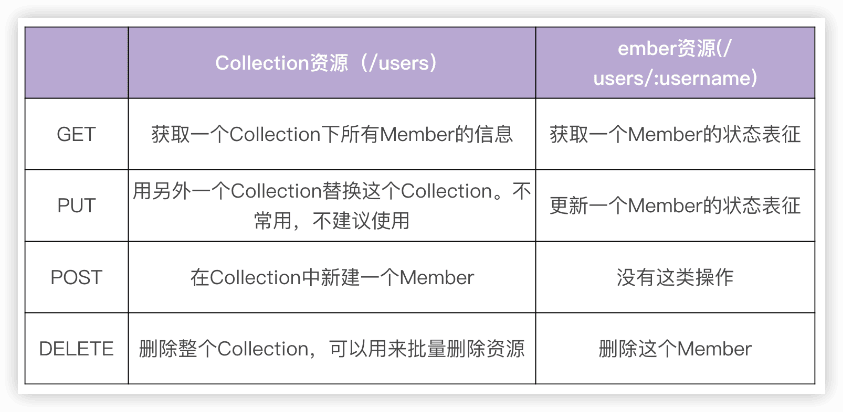 Collection资源（/users）
ember资源(/
users/:username)
GET
获取一个Collection下所有Member的信息
获取一个Member的状态表征
PUT
用另外一个Collection替换这个Collection。不
常用，不建议使用
更新一个Member的状态表征
POST
在Collection中新建一个Member
没有这类操作
DELETE
删除整个Collection，可以用来批量删除资源
删除这个Member